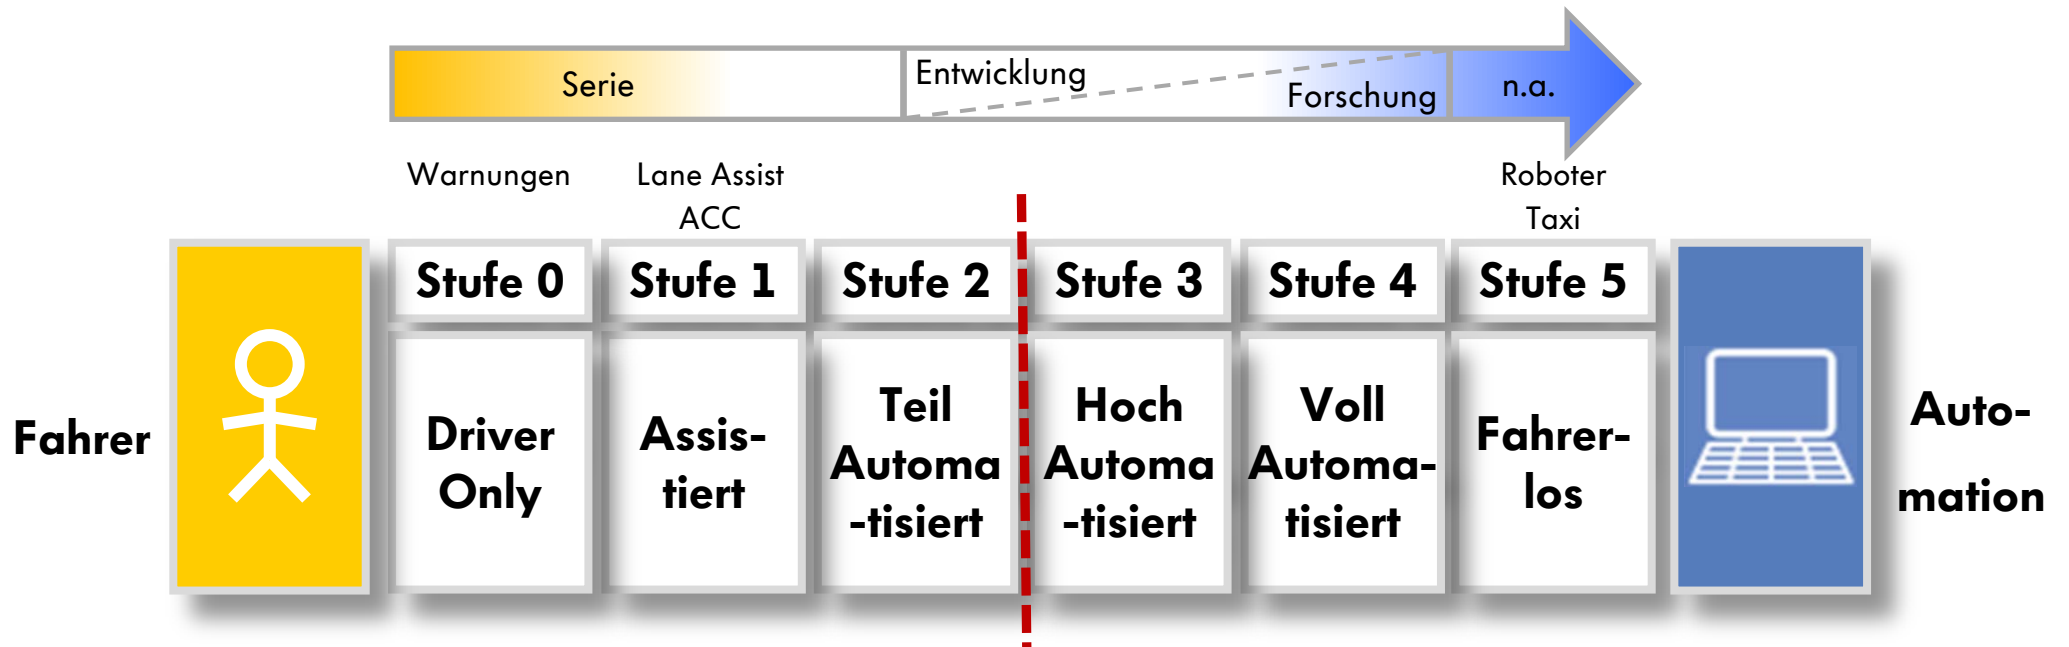 Serie
Entwicklung
Forschung
n.a.
Warnungen
Lane Assist
ACC
Roboter
Taxi
Stufe 0
Stufe 1
Stufe 2
Stufe 3
Stufe 4
Stufe 5
Fahrer
Driver
Only
Assis-
tiert
Teil
Automa
-tisiert
Hoch
Automa
-tisiert
Voll
Automa-
tisiert
Fahrer-
los
Auto-
mation